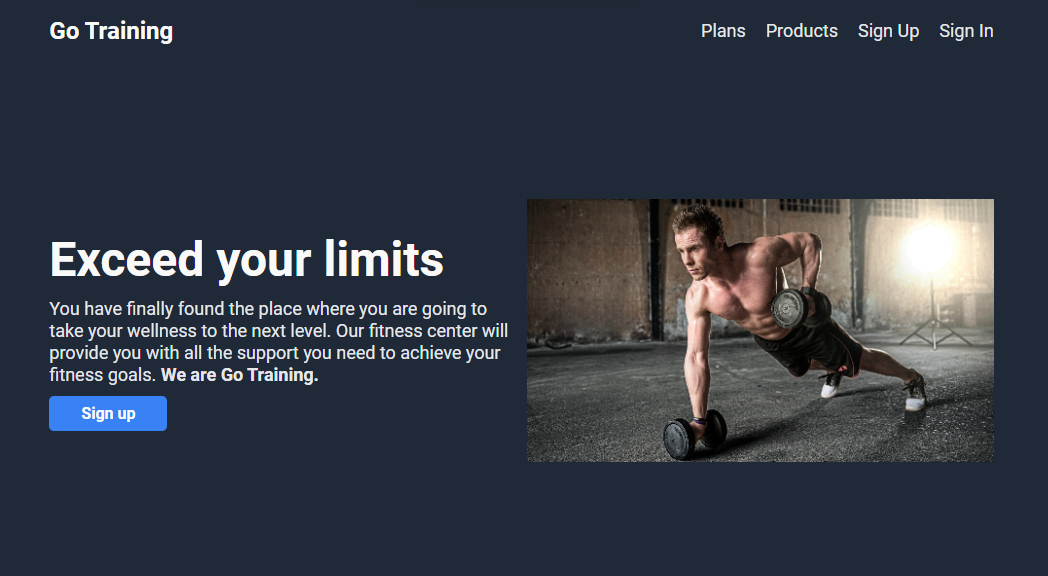 Go Training
Plans Products Sign Up Sign In
Exceed your limits
You have finally found the place where you are going to
take your wellness to the next level. Our fitness center will
provide you with all the support you need to achieve your
fitness goals. We are Go Training.
Sign up